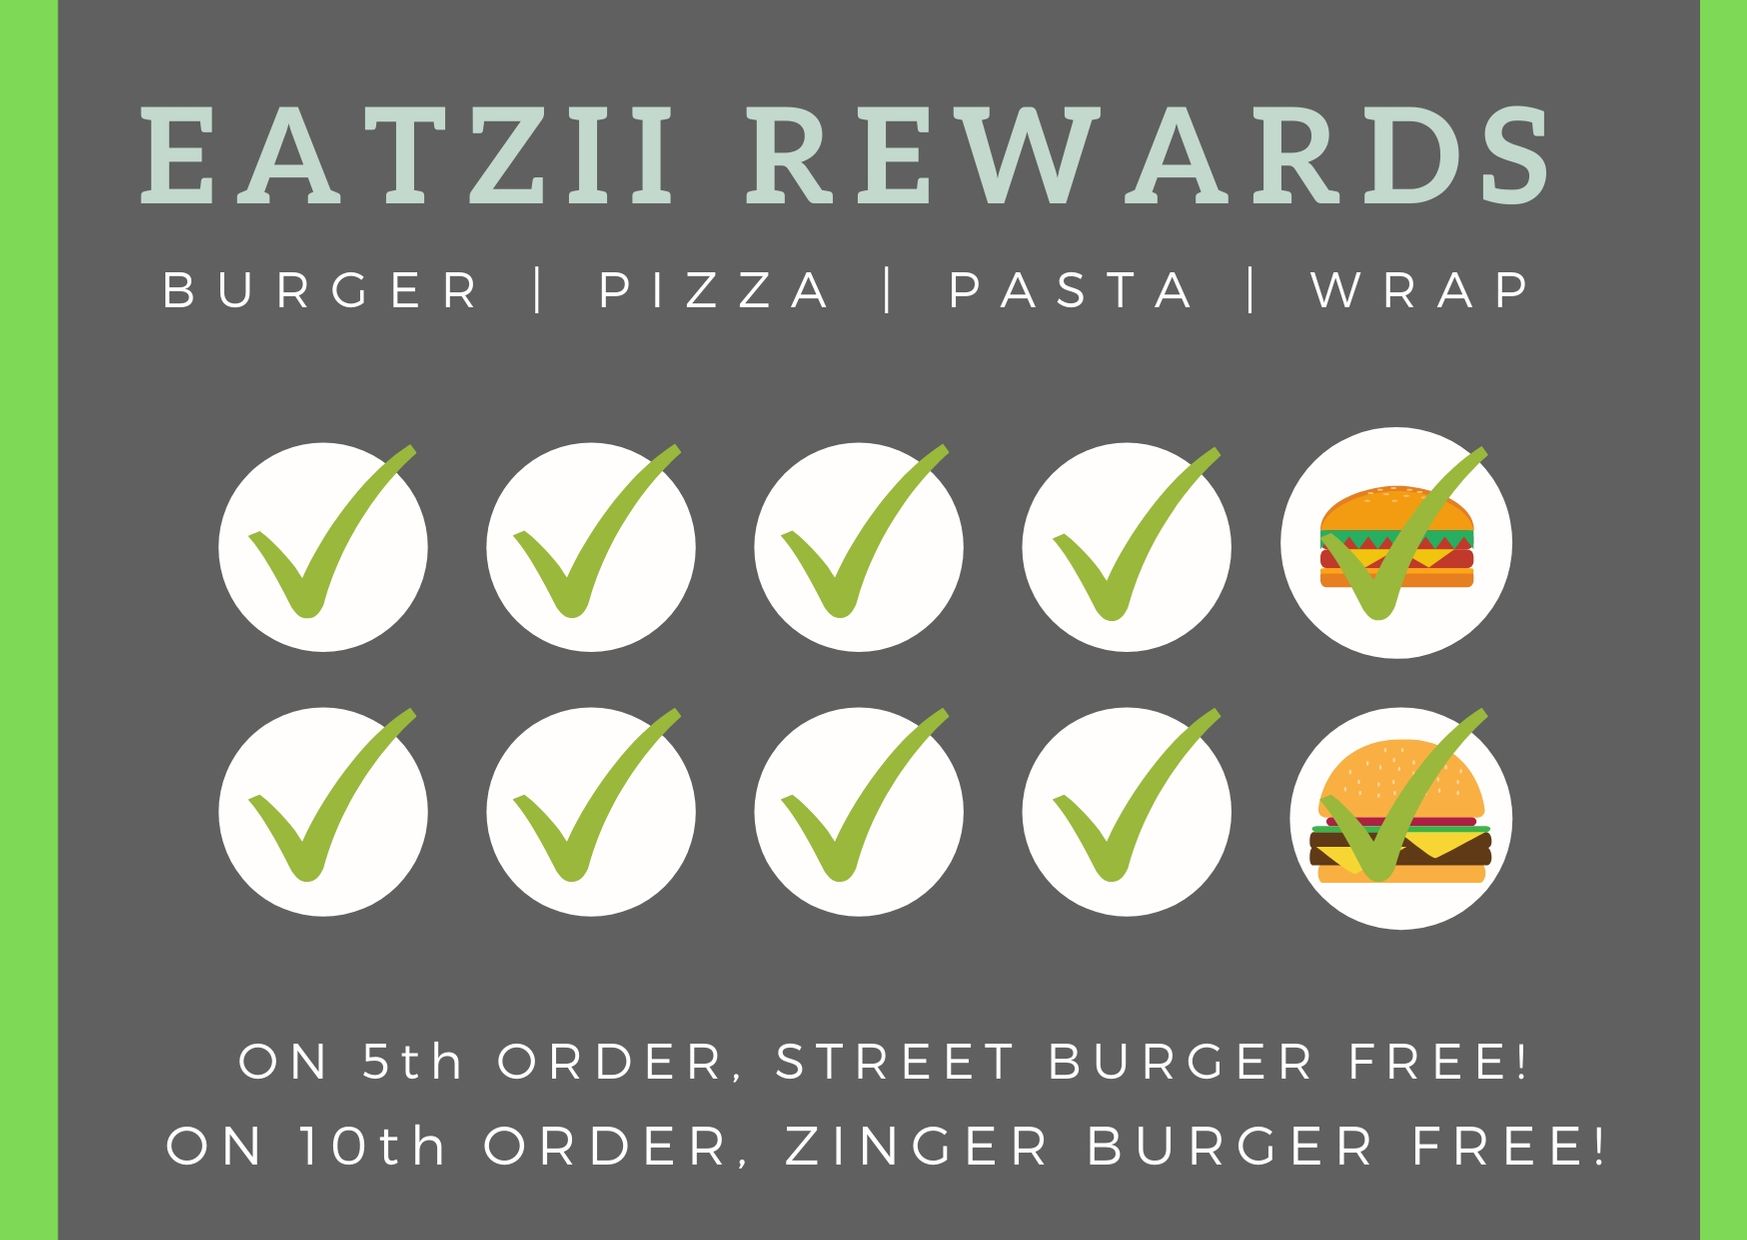 EATZII REWARDS
BURGER | PIZZA | PASTA | WRAP
ON 5th ORDER, STREET BURGER FREE!
ON 10th ORDER, ZINGER BURGER FREE!